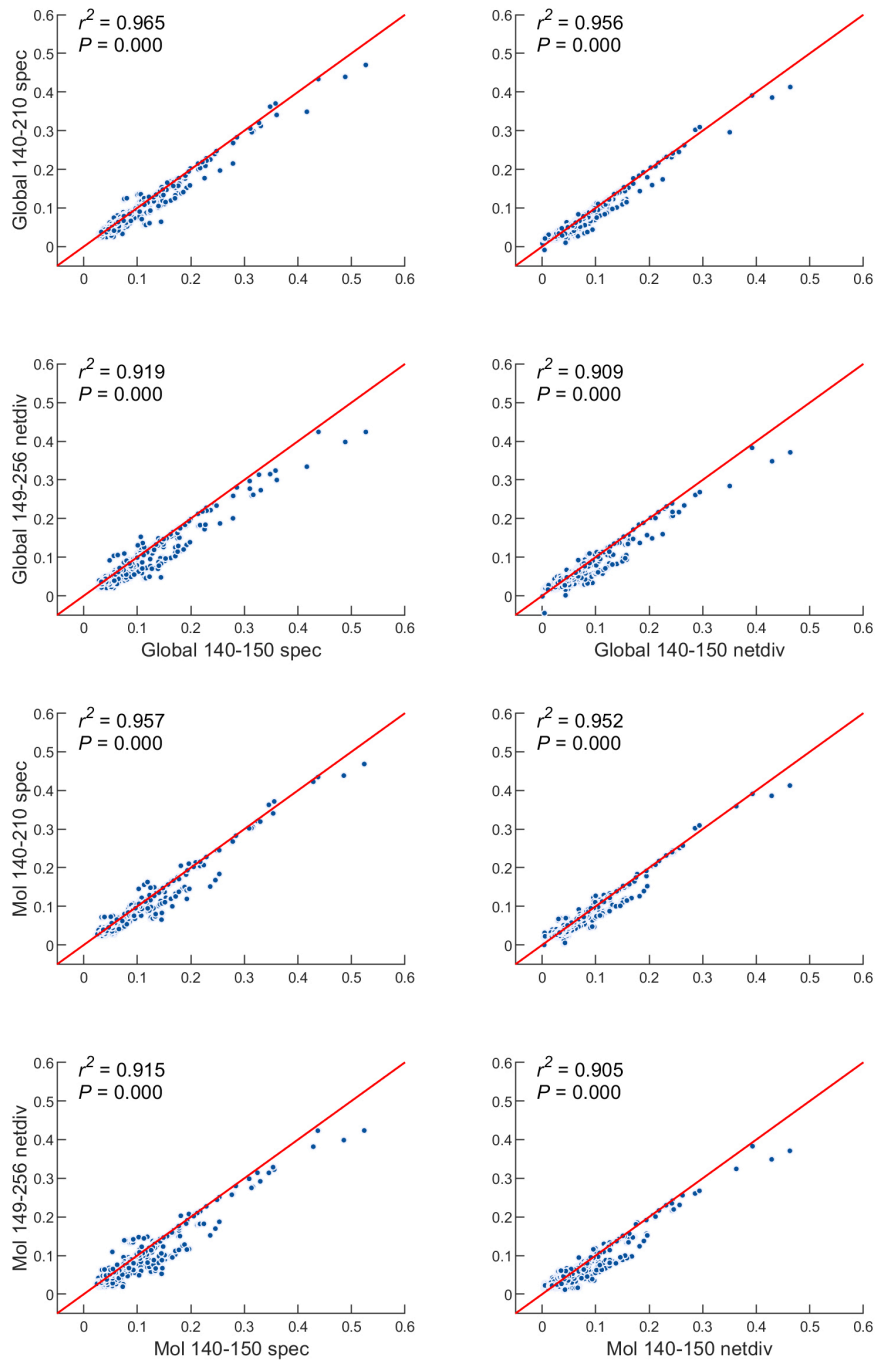 r² = 0.965
P = 0.000
Global 140-210 spec
0.6
0.5
0.4
0.3
0.2
0.1
0
0 0.1 0.2 0.3 0.4 0.5 0.6
r² = 0.956
P = 0.000
0.6
0.5
0.4
0.3
0.2
0.1
0
0 0.1 0.2 0.3 0.4 0.5 0.6
r² = 0.919
P = 0.000
Global 149-256 netdiv
0.6
0.5
0.4
0.3
0.2
0.1
0
0 0.1 0.2 0.3 0.4 0.5 0.6
Global 140-150 spec
r² = 0.909
P = 0.000
0.6
0.5
0.4
0.3
0.2
0.1
0
0 0.1 0.2 0.3 0.4 0.5 0.6
Global 140-150 netdiv
r² = 0.957
P = 0.000
Mol 140-210 spec
0.6
0.5
0.4
0.3
0.2
0.1
0
0 0.1 0.2 0.3 0.4 0.5 0.6
r² = 0.952
P = 0.000
0.6
0.5
0.4
0.3
0.2
0.1
0
0 0.1 0.2 0.3 0.4 0.5 0.6
r² = 0.915
P = 0.000
Mol 149-256 netdiv
0.6
0.5
0.4
0.3
0.2
0.1
0
0 0.1 0.2 0.3 0.4 0.5 0.6
Mol 140-150 spec
r² = 0.905
P = 0.000
0.6
0.5
0.4
0.3
0.2
0.1
0
0 0.1 0.2 0.3 0.4 0.5 0.6
Mol 140-150 netdiv